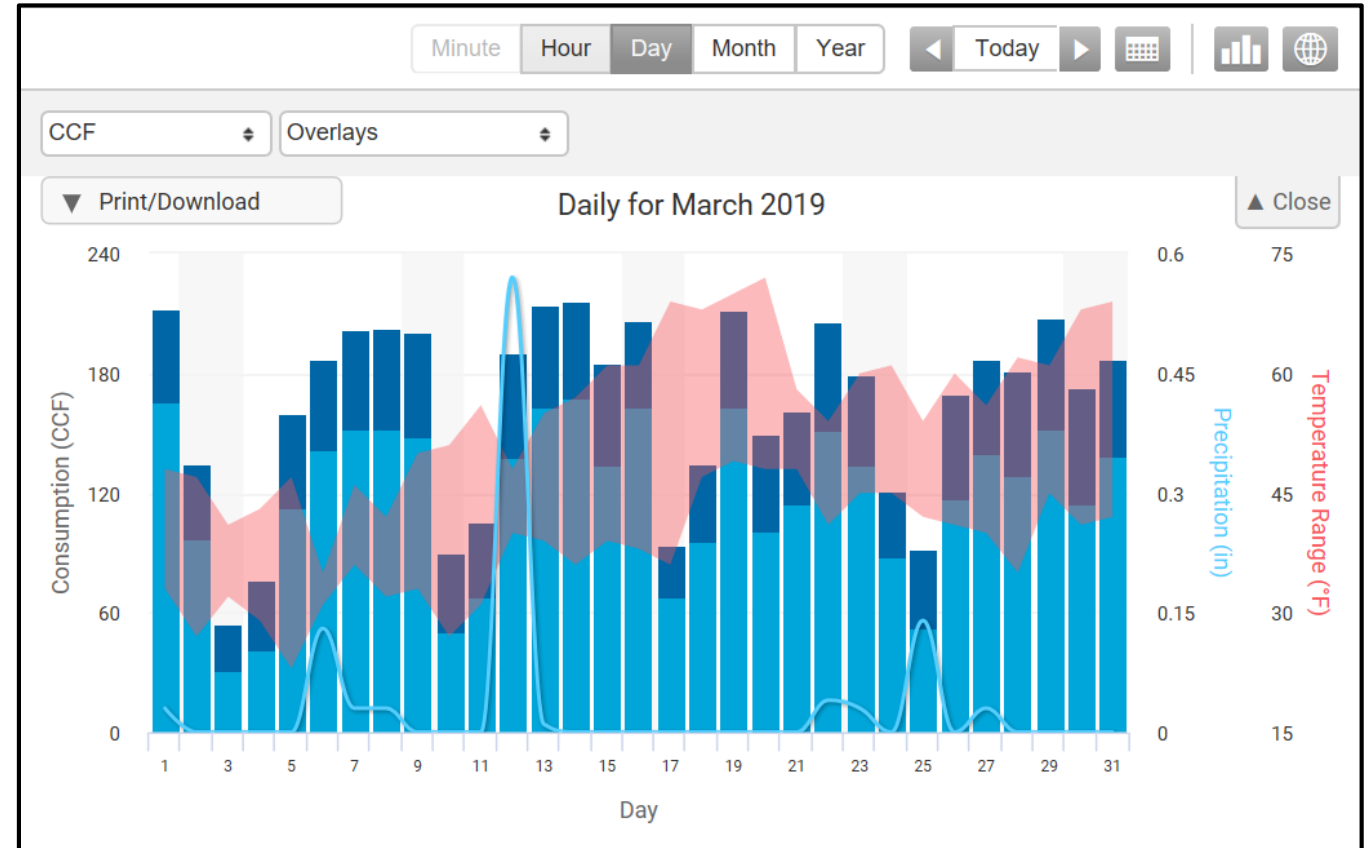 Minute Hour Day Month Year Today
CCF Overlays
Print/Download
Daily for March 2019
Close
Consumption (CCF)
240
180
120
60
0
0.6
0.45
0.3
0.15
0
Precipitation (in)
75
60
45
30
15
Temperature Range (°F)
1 3 5 7 9 11 13 15 17 19 21 23 25 27 29 31
Day